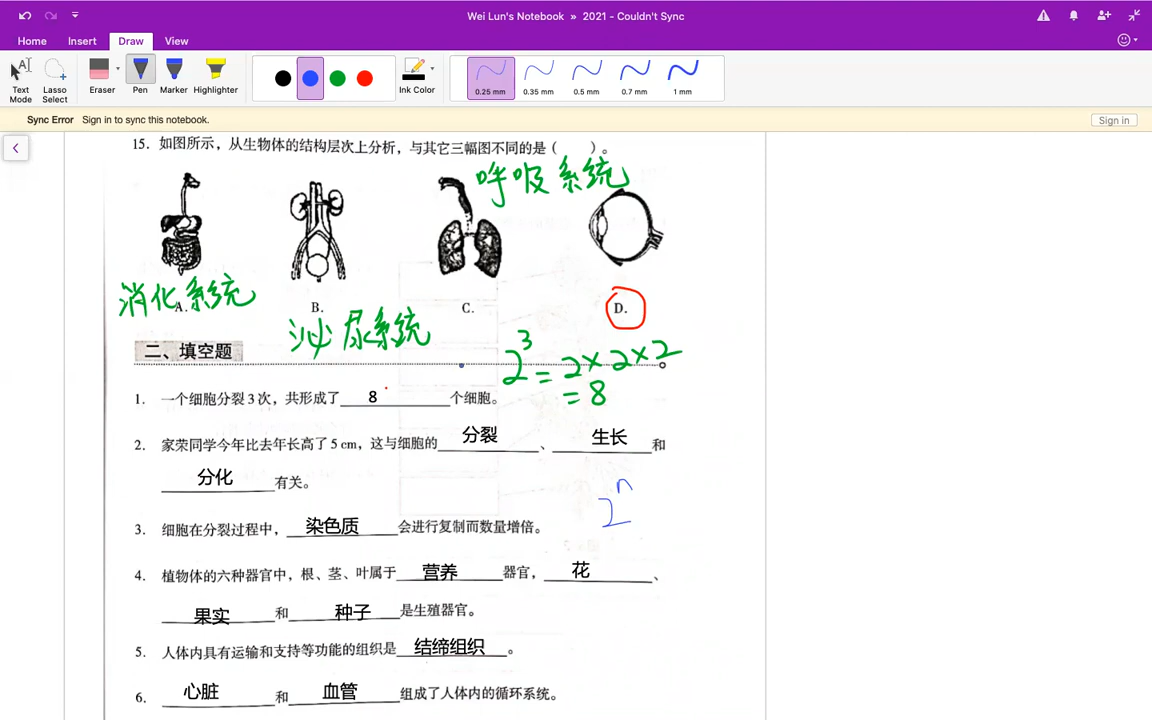 Wei Lun's Notebook » 2021 - Couldn't Sync
Home Insert Draw View
Text Mode Lasso Select Eraser Pen Marker Highlighter Ink Color 0.25 mm 0.35 mm 0.5 mm 0.7 mm 1 mm
Sync Error Sign in to sync this notebook. Sign in
15. 如图所示，从生物体的结构层次上分析，与其它三幅图不同的是（ ）。
呼吸系统
消化系统
A. B. C. D.
泌尿系统
2³ = 2×2×2
= 8
二、填空题
1. 一个细胞分裂 3 次，共形成了 8 个细胞。
2. 家荣同学今年比去年长高了 5 cm，这与细胞的 分裂 、 生长 和
分化 有关。
2ⁿ
3. 细胞在分裂过程中， 染色质 会进行复制而数量增倍。
4. 植物体的六种器官中，根、茎、叶属于 营养 器官， 花 、
果实 和 种子 是生殖器官。
5. 人体内具有运输和支持等功能的组织是 结缔组织 。
6. 心脏 和 血管 组成了人体内的循环系统。